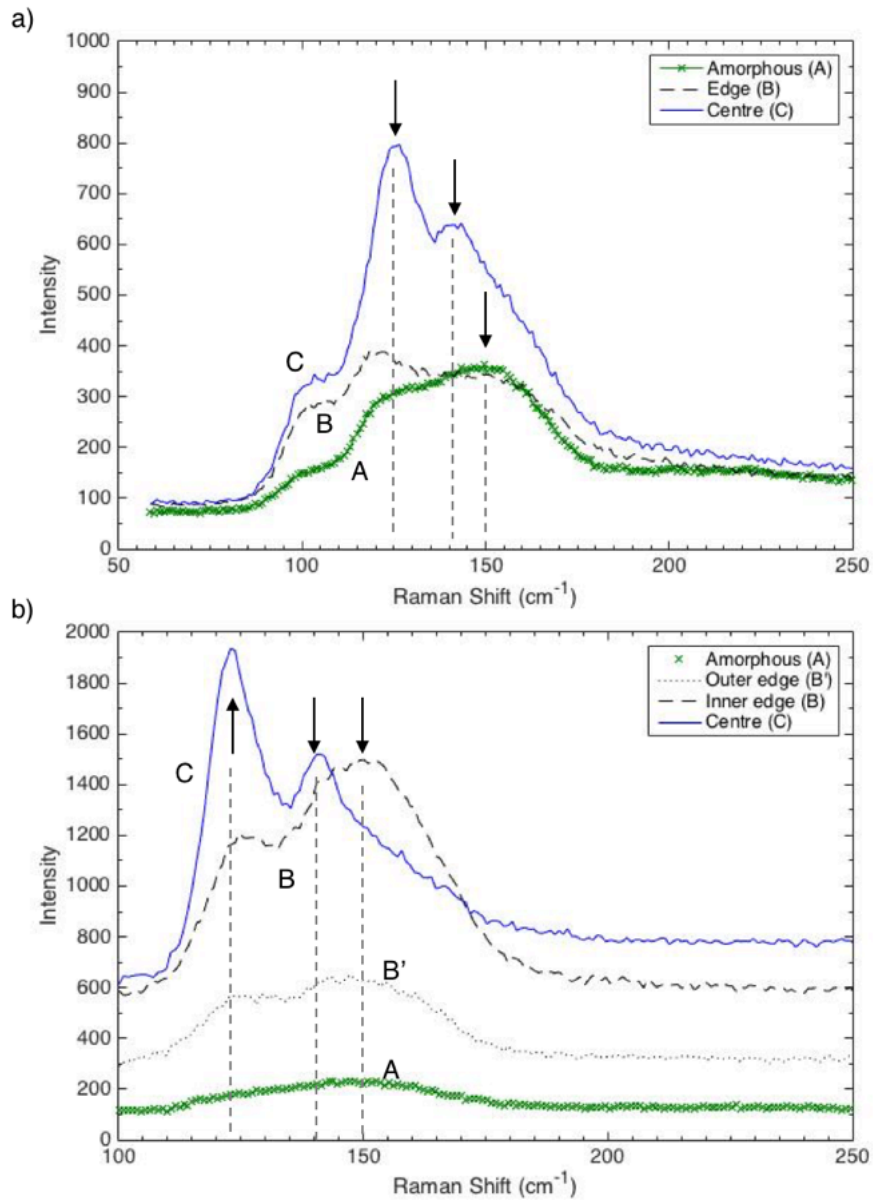 a)
1000
900
800
700
600
500
400
300
200
100
0
Intensity
Amorphous (A)
Edge (B)
Centre (C)
C
B
A
50
100
150
200
250
Raman Shift (cm⁻¹)
b)
2000
1800
1600
1400
1200
1000
800
600
400
200
0
Intensity
Amorphous (A)
Outer edge (B')
Inner edge (B)
Centre (C)
C
B
B'
A
100
150
200
250
Raman Shift (cm⁻¹)